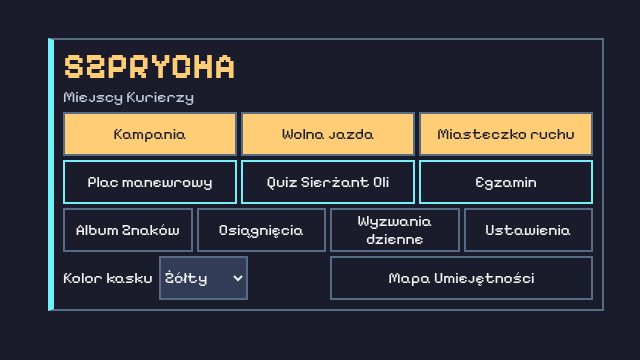 SZPRYCHA
Miejscy Kurierzy
Kampania
Wolna jazda
Miasteczko ruchu
Plac manewrowy
Quiz Sierżant Oli
Egzamin
Album Znaków
Osiągnięcia
Wyzwania
dzienne
Ustawienia
Kolor kasku
Żółty
Mapa Umiejętności